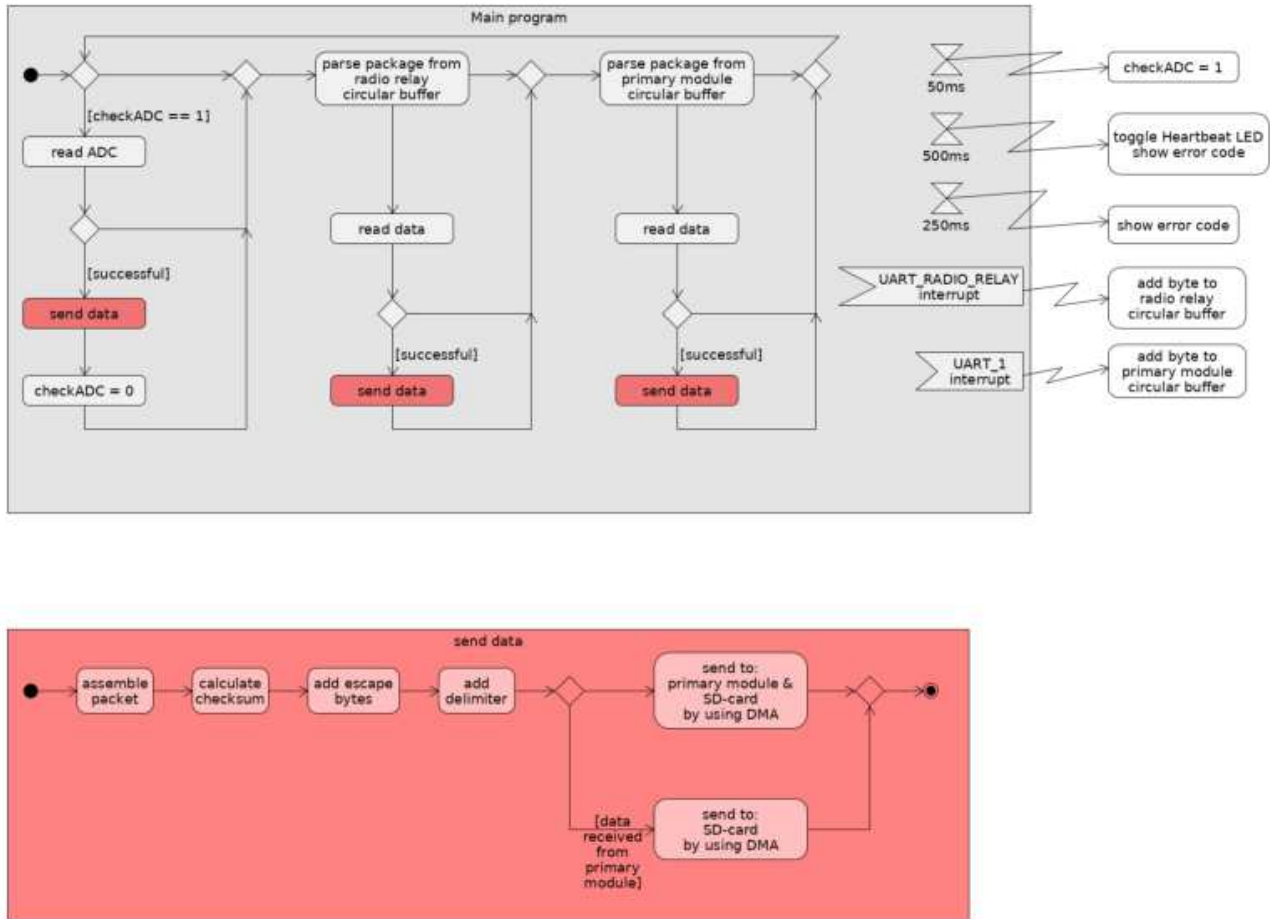 Main program
parse package from
radio relay
circular buffer
parse package from
primary module
circular buffer
50ms
checkADC = 1
[checkADC == 1]
read ADC
500ms
toggle Heartbeat LED
show error code
250ms
show error code
read data
read data
[successful]
send data
UART_RADIO_RELAY
interrupt
add byte to
radio relay
circular buffer
[successful]
[successful]
UART_1
interrupt
add byte to
primary module
circular buffer
checkADC = 0
send data
send data
send data
assemble
packet
calculate
checksum
add escape
bytes
add
delimiter
send to:
primary module &
SD-card
by using DMA
[data
received
from
primary
module]
send to:
SD-card
by using DMA